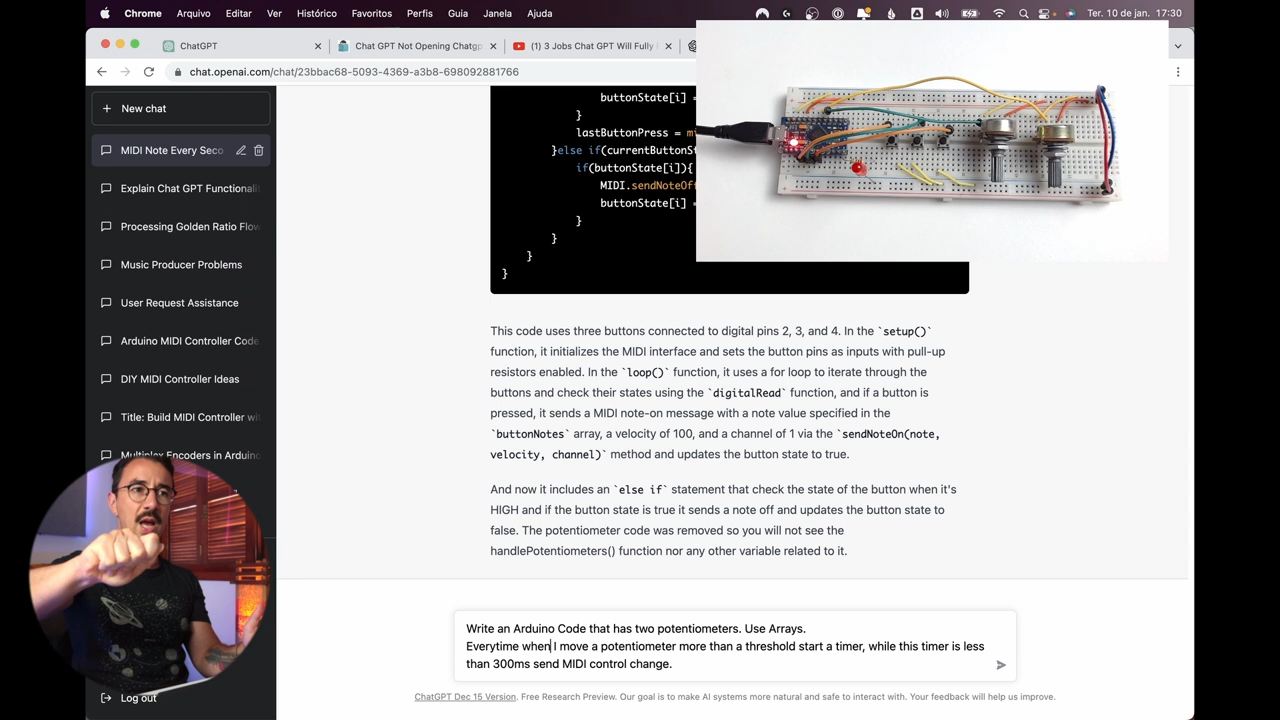 Chrome Arquivo Editar Ver Histórico Favoritos Perfis Guia Janela Ajuda Ter. 10 de jan. 17:30
ChatGPT Chat GPT Not Opening Chatgp (1) 3 Jobs Chat GPT Will Fully
chat.openai.com/chat/23bbac68-5093-4369-a3b8-698092881766
New chat
MIDI Note Every Seco
Explain Chat GPT Functionali
Processing Golden Ratio Flow
Music Producer Problems
User Request Assistance
Arduino MIDI Controller Code
DIY MIDI Controller Ideas
Title: Build MIDI Controller wit
Multiplex Encoders in Arduino
Log out
buttonState[i] =
}
lastButtonPress = mi
}else if(currentButtonSt
if(buttonState[i]){
MIDI.sendNoteOff
buttonState[i] =
}
}
}
}
This code uses three buttons connected to digital pins 2, 3, and 4. In the `setup()`
function, it initializes the MIDI interface and sets the button pins as inputs with pull-up
resistors enabled. In the `loop()` function, it uses a for loop to iterate through the
buttons and check their states using the `digitalRead` function, and if a button is
pressed, it sends a MIDI note-on message with a note value specified in the
`buttonNotes` array, a velocity of 100, and a channel of 1 via the `sendNoteOn(note,
velocity, channel)` method and updates the button state to true.
And now it includes an `else if` statement that check the state of the button when it's
HIGH and if the button state is true it sends a note off and updates the button state to
false. The potentiometer code was removed so you will not see the
handlePotentiometers() function nor any other variable related to it.
Write an Arduino Code that has two potentiometers. Use Arrays.
Everytime when I move a potentiometer more than a threshold start a timer, while this timer is less
than 300ms send MIDI control change.
ChatGPT Dec 15 Version. Free Research Preview. Our goal is to make AI systems more natural and safe to interact with. Your feedback will help us improve.